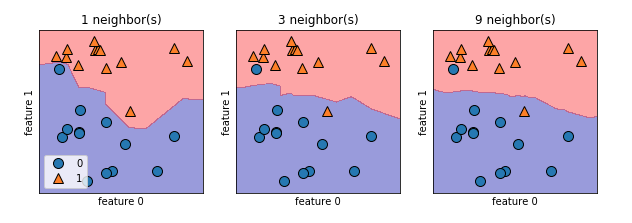 1 neighbor(s)
3 neighbor(s)
9 neighbor(s)
feature 1
feature 1
feature 1
0
1
feature 0
feature 0
feature 0